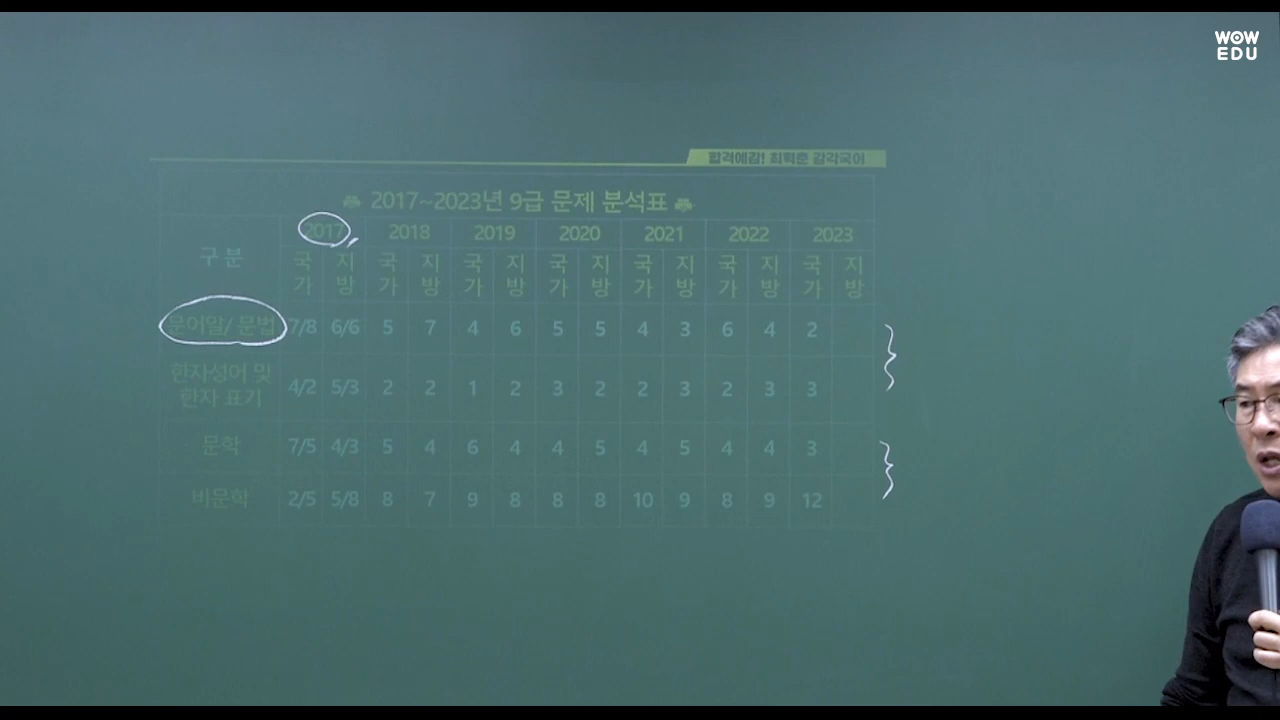 WOW
EDU
합격예감! 최혁춘 감각국어
2017~2023년 9급 문제 분석표
구분 2017 2018 2019 2020 2021 2022 2023
국가 지방 국가 지방 국가 지방 국가 지방 국가 지방 국가 지방 국가 지방
문어말/ 문법 7/8 6/6 5 7 4 6 5 5 4 3 6 4 2
한자성어 및
한자 표기 4/2 5/3 2 2 1 2 3 2 2 3 2 3 3
문학 7/5 4/3 5 4 6 4 4 5 4 5 4 4 3
비문학 2/5 5/8 8 7 9 8 8 8 10 9 8 9 12